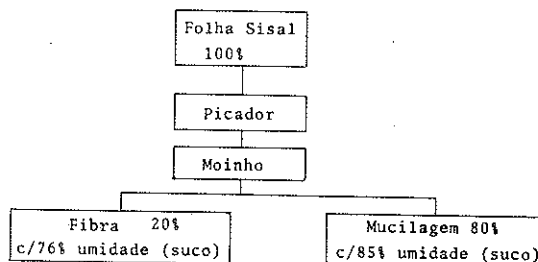 Folha Sisal
100%
Picador
Moinho
Fibra 20%
c/76% umidade (suco)
Mucilagem 80%
c/85% umidade (suco)